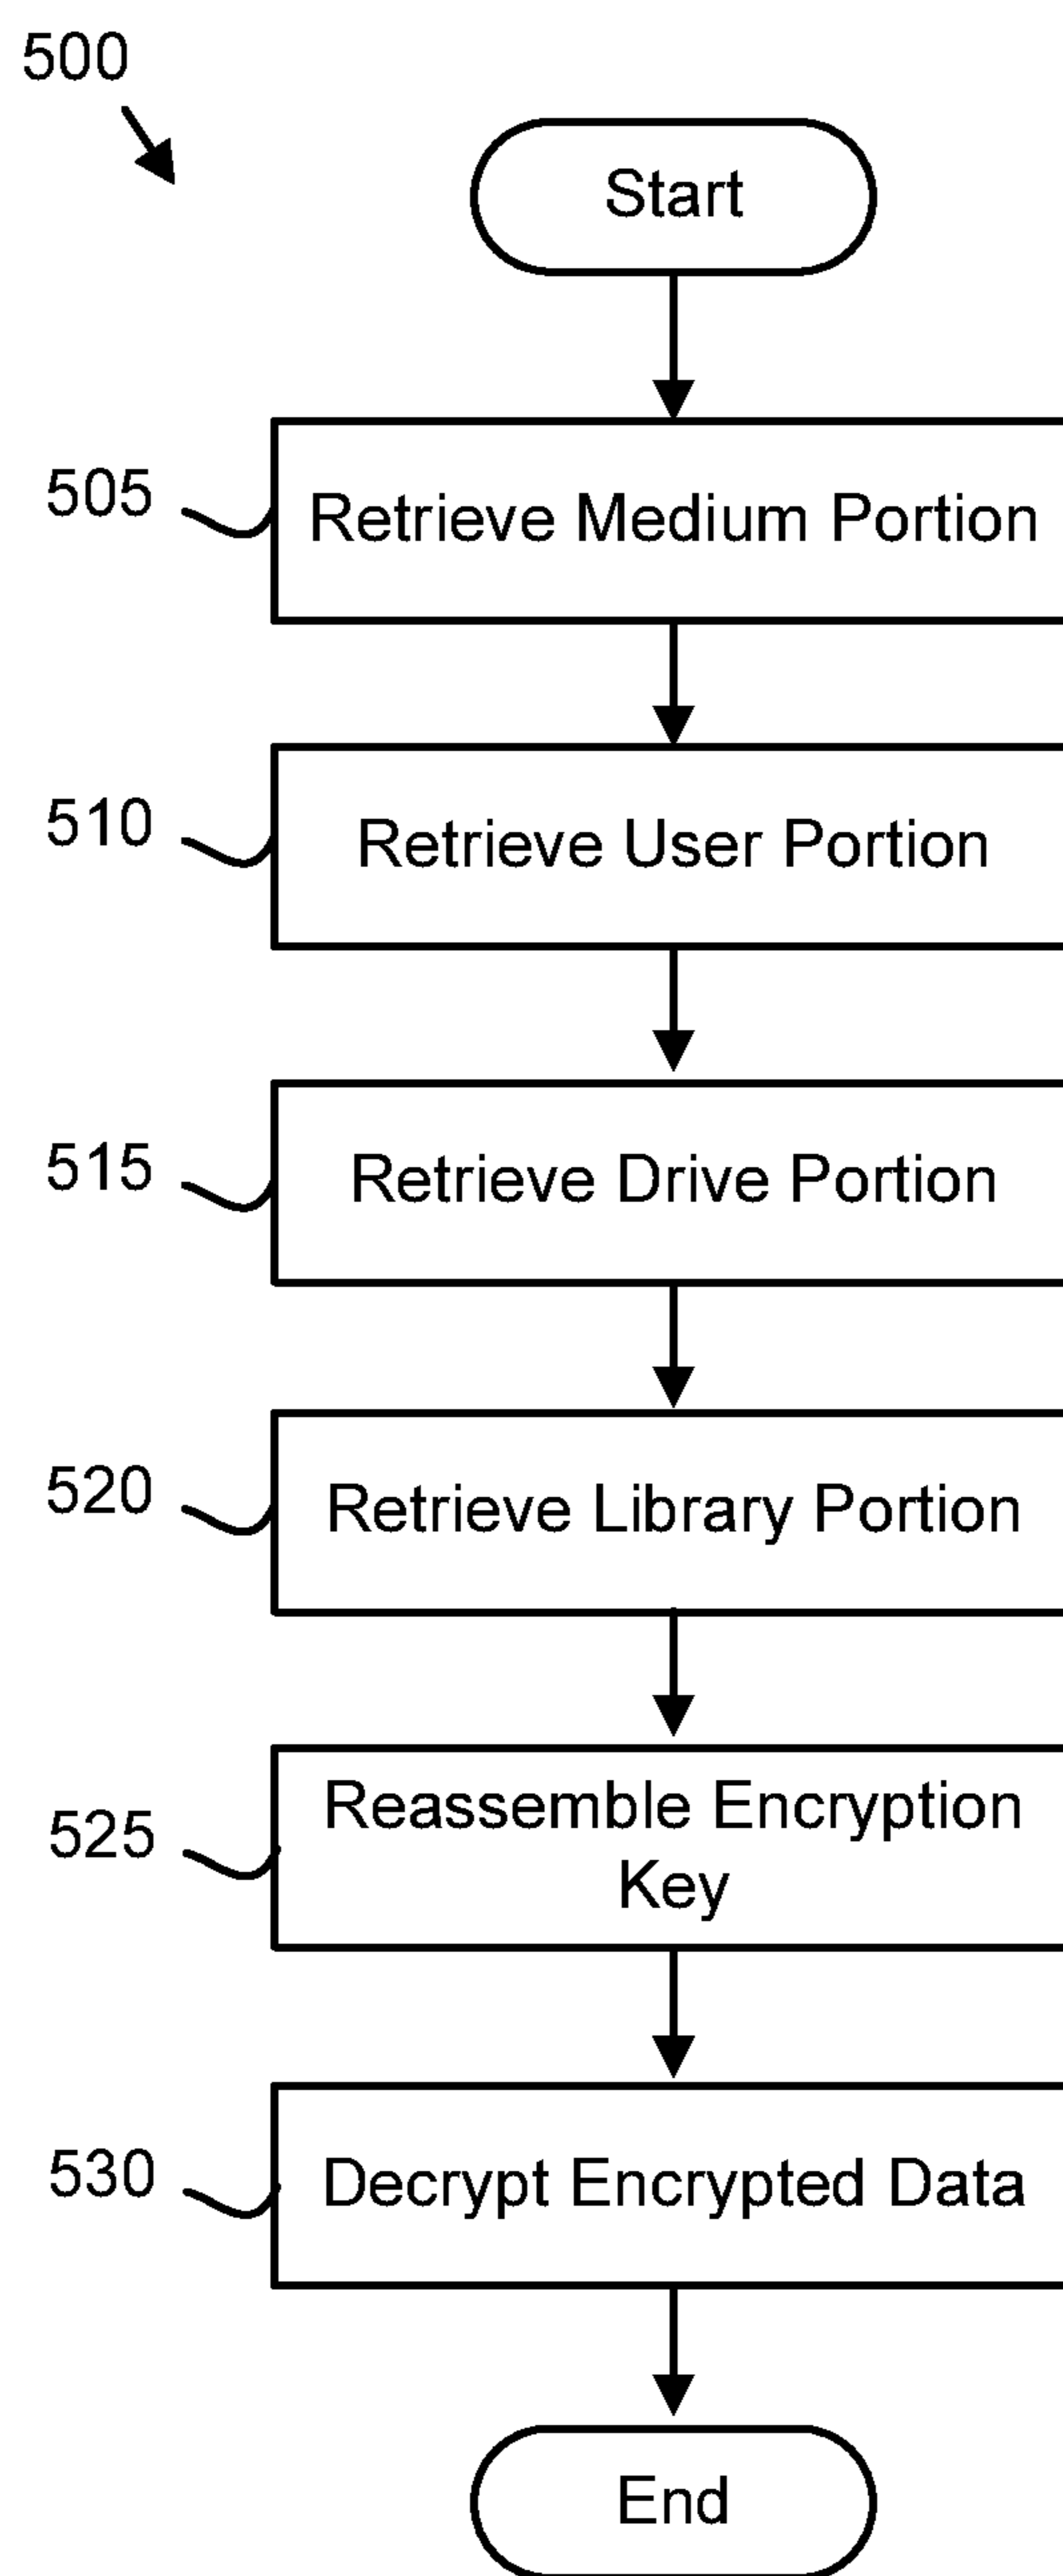 500
Start
505
Retrieve Medium Portion
510
Retrieve User Portion
515
Retrieve Drive Portion
520
Retrieve Library Portion
525
Reassemble Encryption
Key
530
Decrypt Encrypted Data
End